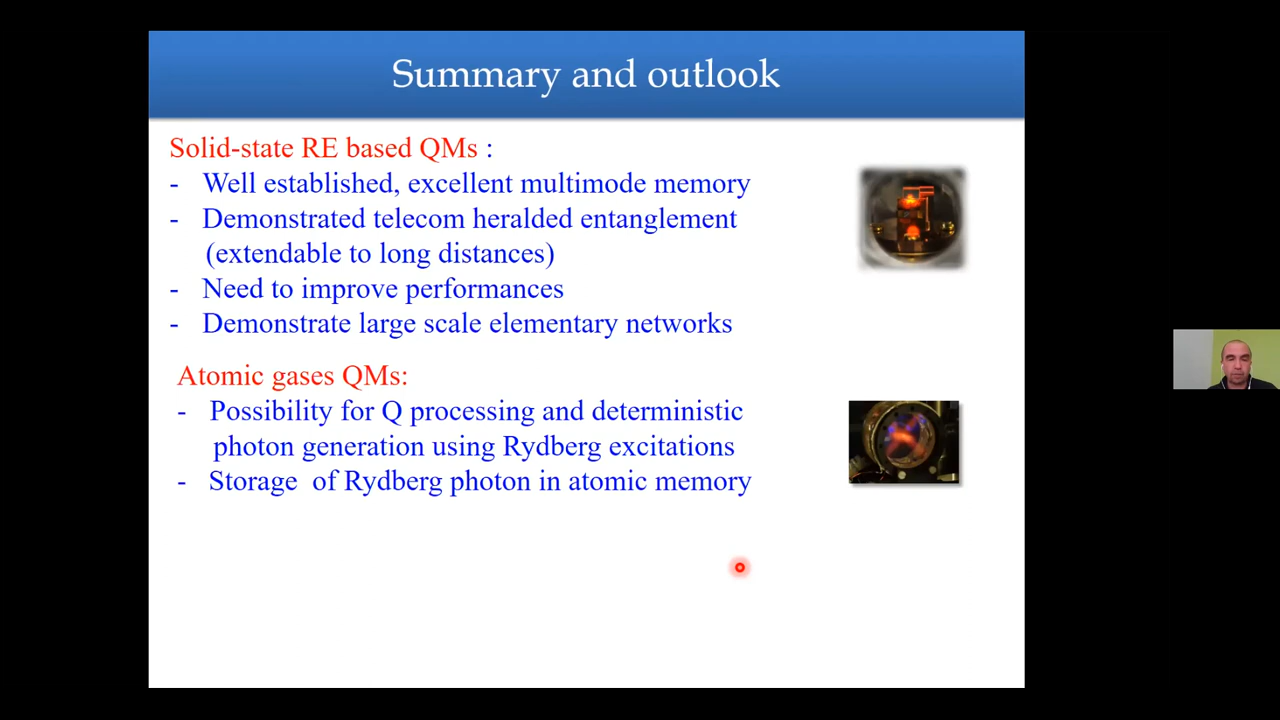 Summary and outlook
Solid-state RE based QMs :
- Well established, excellent multimode memory
- Demonstrated telecom heralded entanglement
(extendable to long distances)
- Need to improve performances
- Demonstrate large scale elementary networks
Atomic gases QMs:
- Possibility for Q processing and deterministic
photon generation using Rydberg excitations
- Storage of Rydberg photon in atomic memory